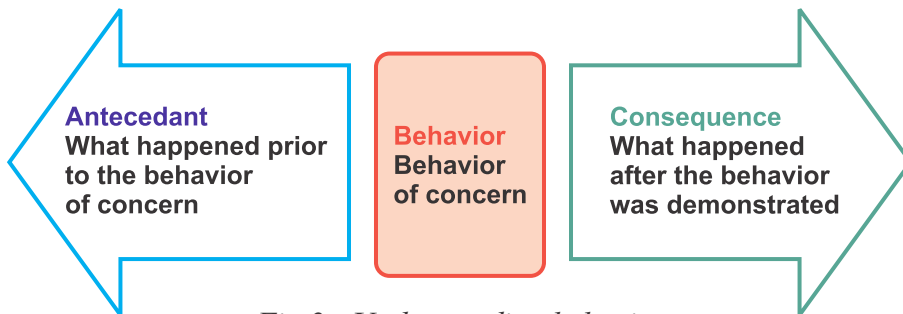 Antecedant
What happened prior
to the behavior
of concern
Behavior
Behavior
of concern
Consequence
What happened
after the behavior
was demonstrated